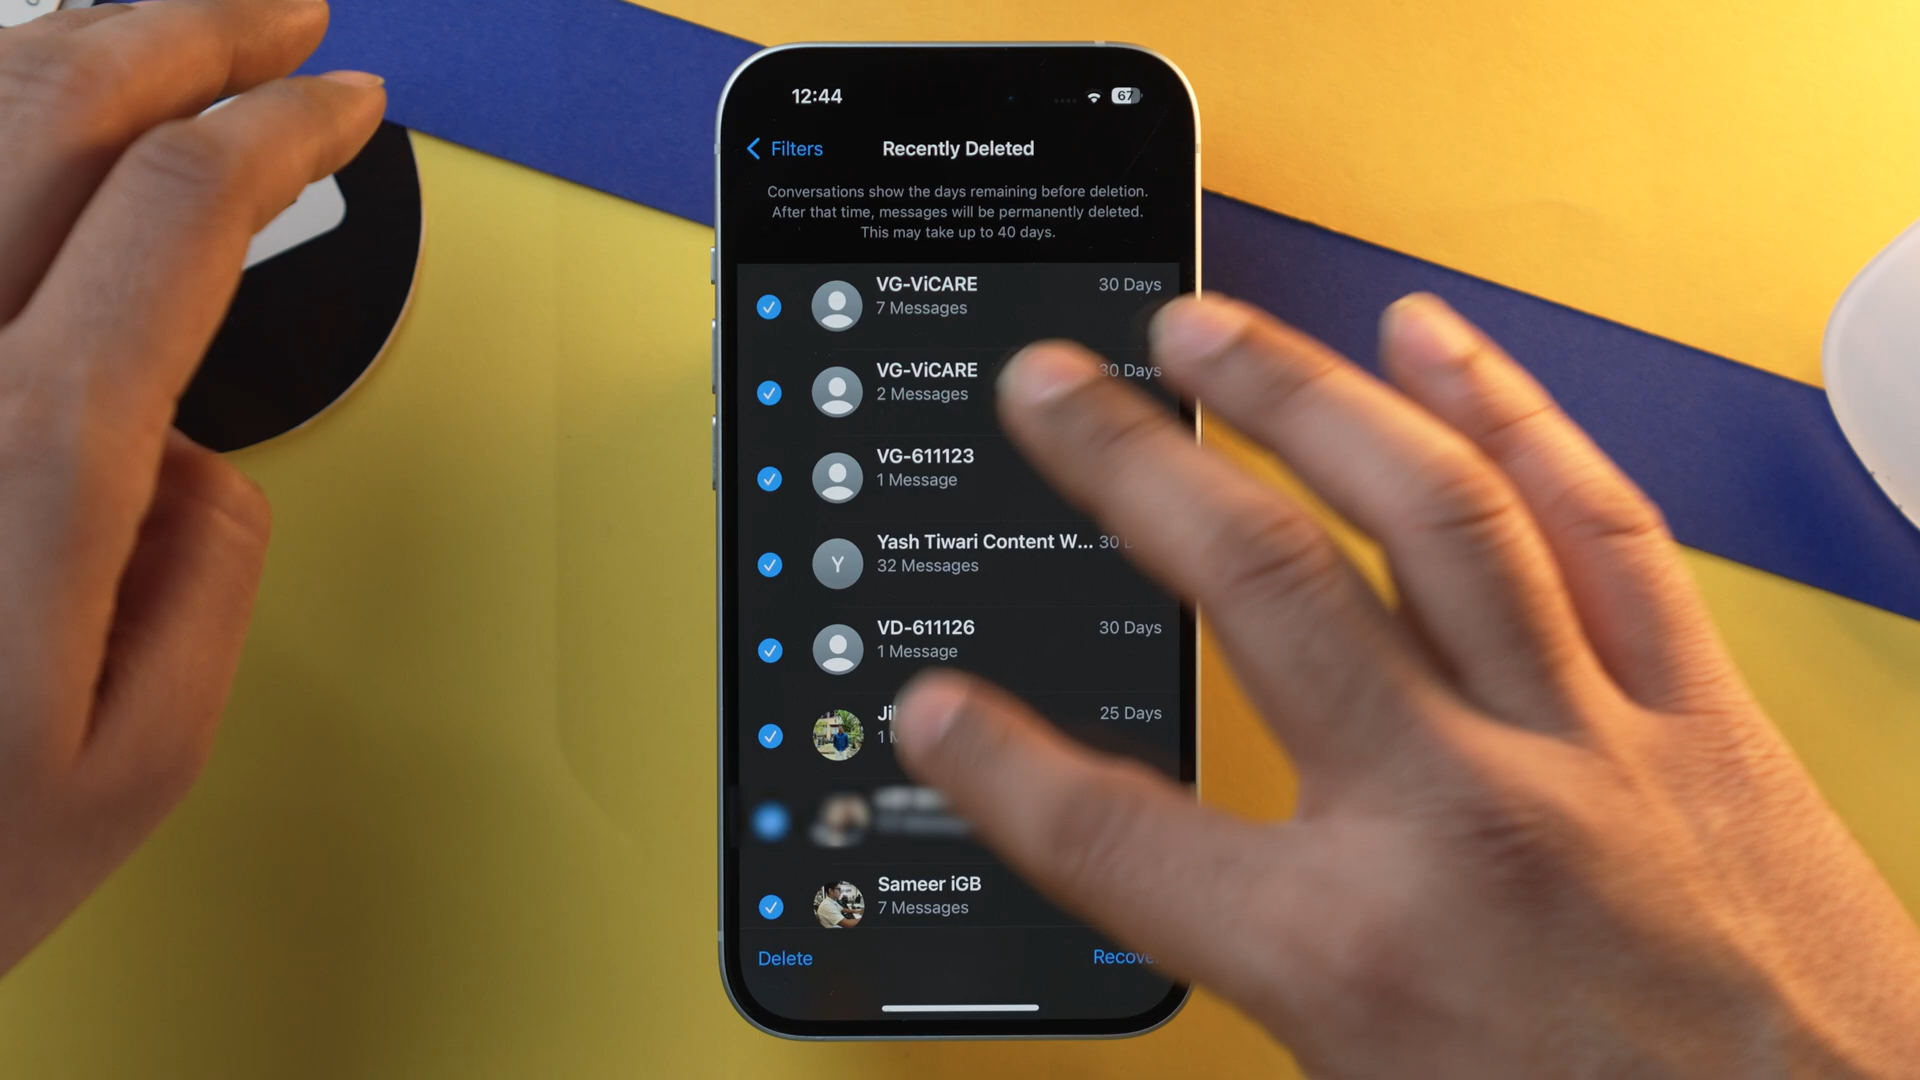 12:44
67
Filters
Recently Deleted
Conversations show the days remaining before deletion.
After that time, messages will be permanently deleted.
This may take up to 40 days.
VG-ViCARE
30 Days
7 Messages
VG-ViCARE
30 Days
2 Messages
VG-611123
1 Message
Yash Tiwari Content W...
30
32 Messages
Y
VD-611126
30 Days
1 Message
25 Days
1
Sameer iGB
7 Messages
Delete